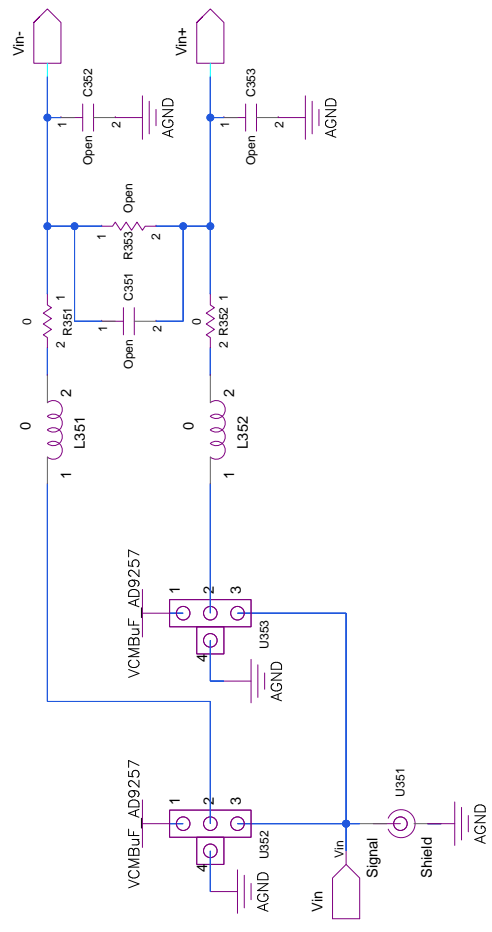 Vin-
Vin+
C352
1
2
Open
AGND
C353
1
2
Open
AGND
Open
1
2
R353
C351
1
2
Open
0
1
2
R351
0
1
2
R352
0
2
1
L351
0
2
1
L352
VCMBuF_AD9257
1
2
3
4
U353
AGND
VCMBuF_AD9257
1
2
3
4
U352
AGND
Vin
Vin
Signal
Shield
U351
AGND